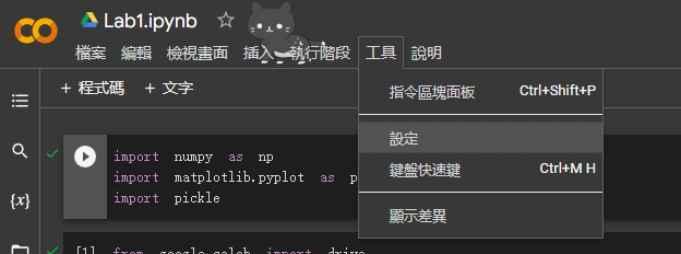 Lab1.ipynb
檔案 編輯 檢視畫面 插入 執行階段 工具 說明
+ 程式碼 + 文字
指令區塊面板 Ctrl+Shift+P
設定
鍵盤快速鍵 Ctrl+M H
顯示差異
import numpy as np
import matplotlib.pyplot as p
import pickle
{x}
[1] from google.colab import drive